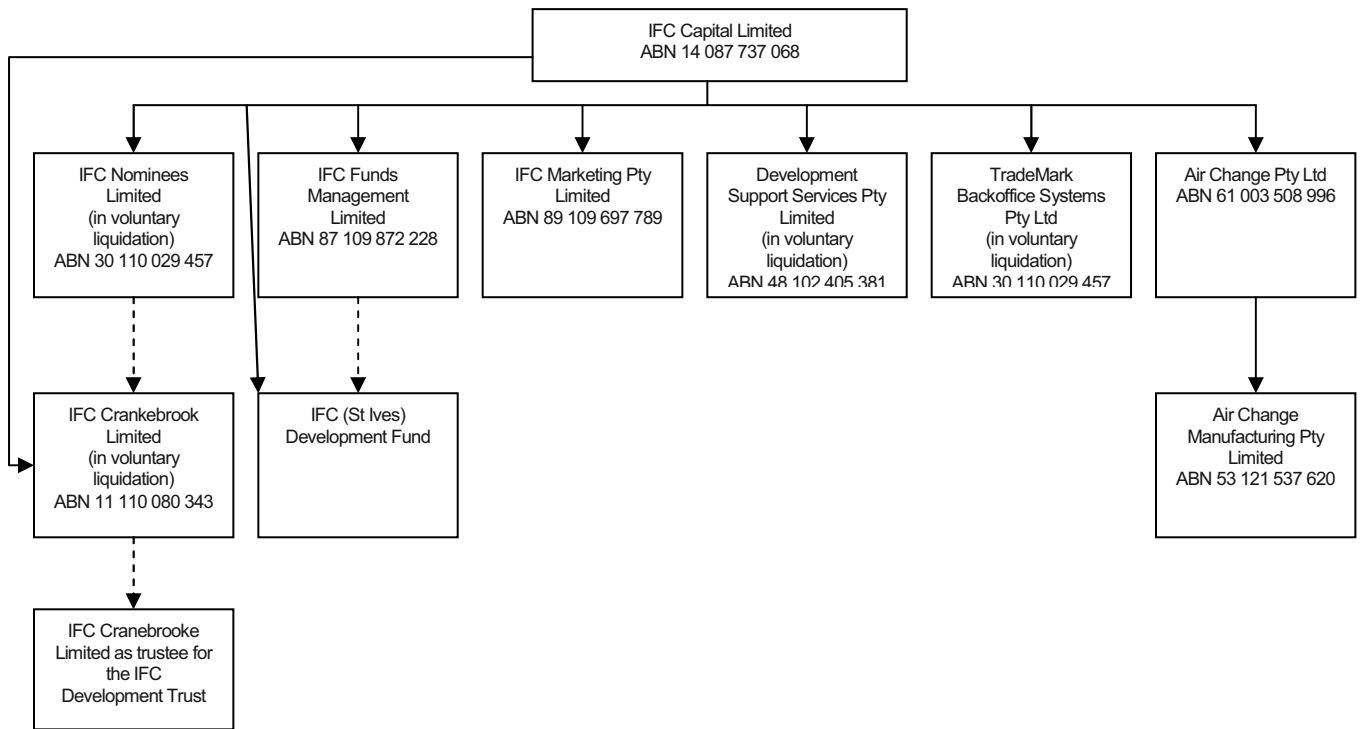 IFC Capital Limited
ABN 14 087 737 068
IFC Nominees
Limited
(in voluntary
liquidation)
ABN 30 110 029 457
IFC Funds
Management
Limited
ABN 87 109 872 228
IFC Marketing Pty
Limited
ABN 89 109 697 789
Development
Support Services Pty
Limited
(in voluntary
liquidation)
ABN 48 102 405 381
TradeMark
Backoffice Systems
Pty Ltd
(in voluntary
liquidation)
ABN 30 110 029 457
Air Change Pty Ltd
ABN 61 003 508 996
IFC Crankebrook
Limited
(in voluntary
liquidation)
ABN 11 110 080 343
IFC (St Ives)
Development Fund
Air Change
Manufacturing Pty
Limited
ABN 53 121 537 620
IFC Cranebrooke
Limited as trustee for
the IFC
Development Trust